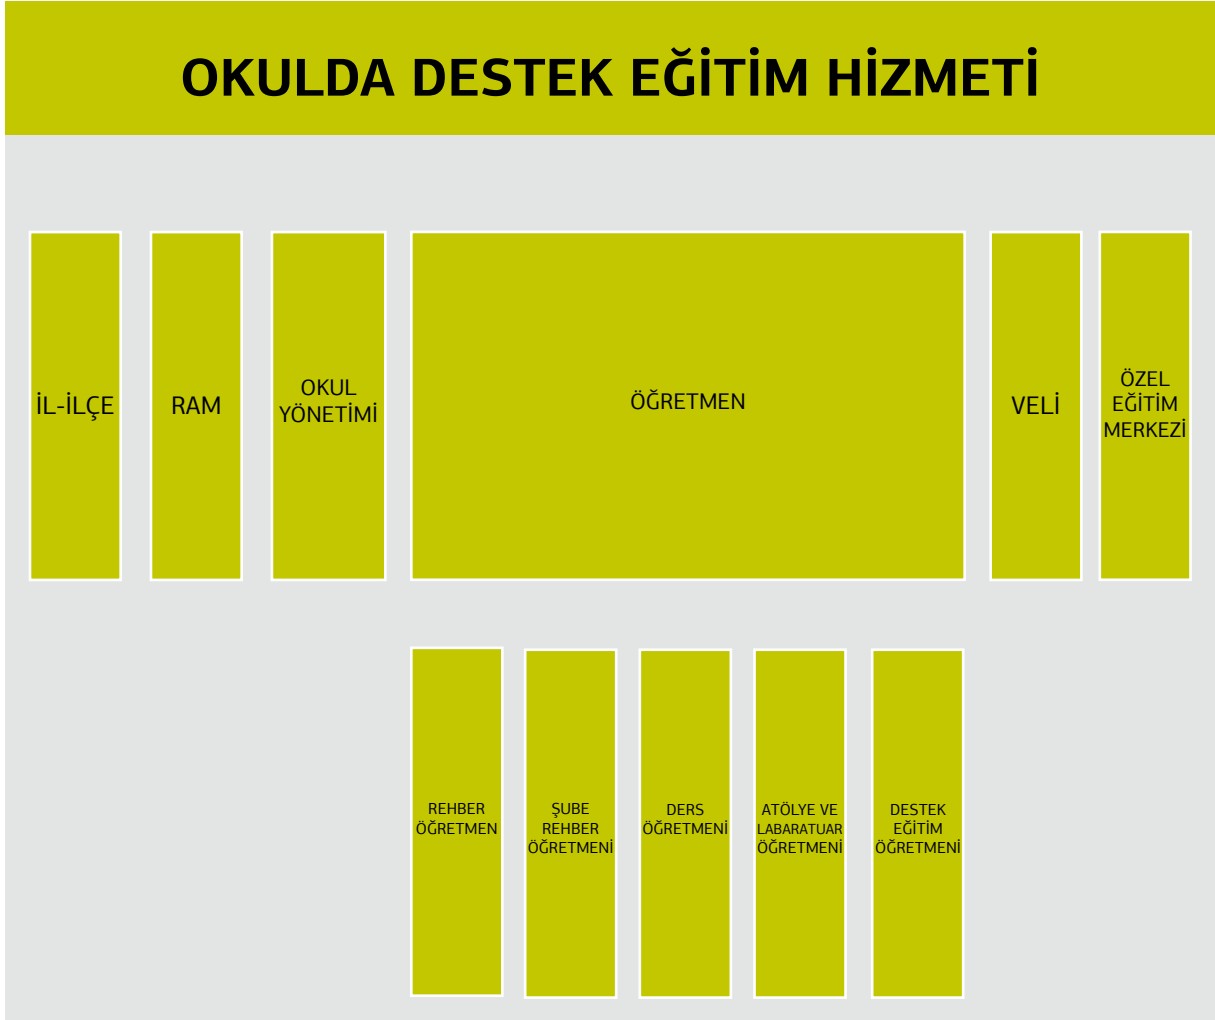 OKULDA DESTEK EĞİTİM HİZMETİ
İL-İLÇE
RAM
OKUL
YÖNETİMİ
ÖĞRETMEN
VELİ
ÖZEL
EĞİTİM
MERKEZİ
REHBER
ÖĞRETMEN
ŞUBE
REHBER
ÖĞRETMENİ
DERS
ÖĞRETMENİ
ATÖLYE VE
LABARATUAR
ÖĞRETMENİ
DESTEK
EĞİTİM
ÖĞRETMENİ